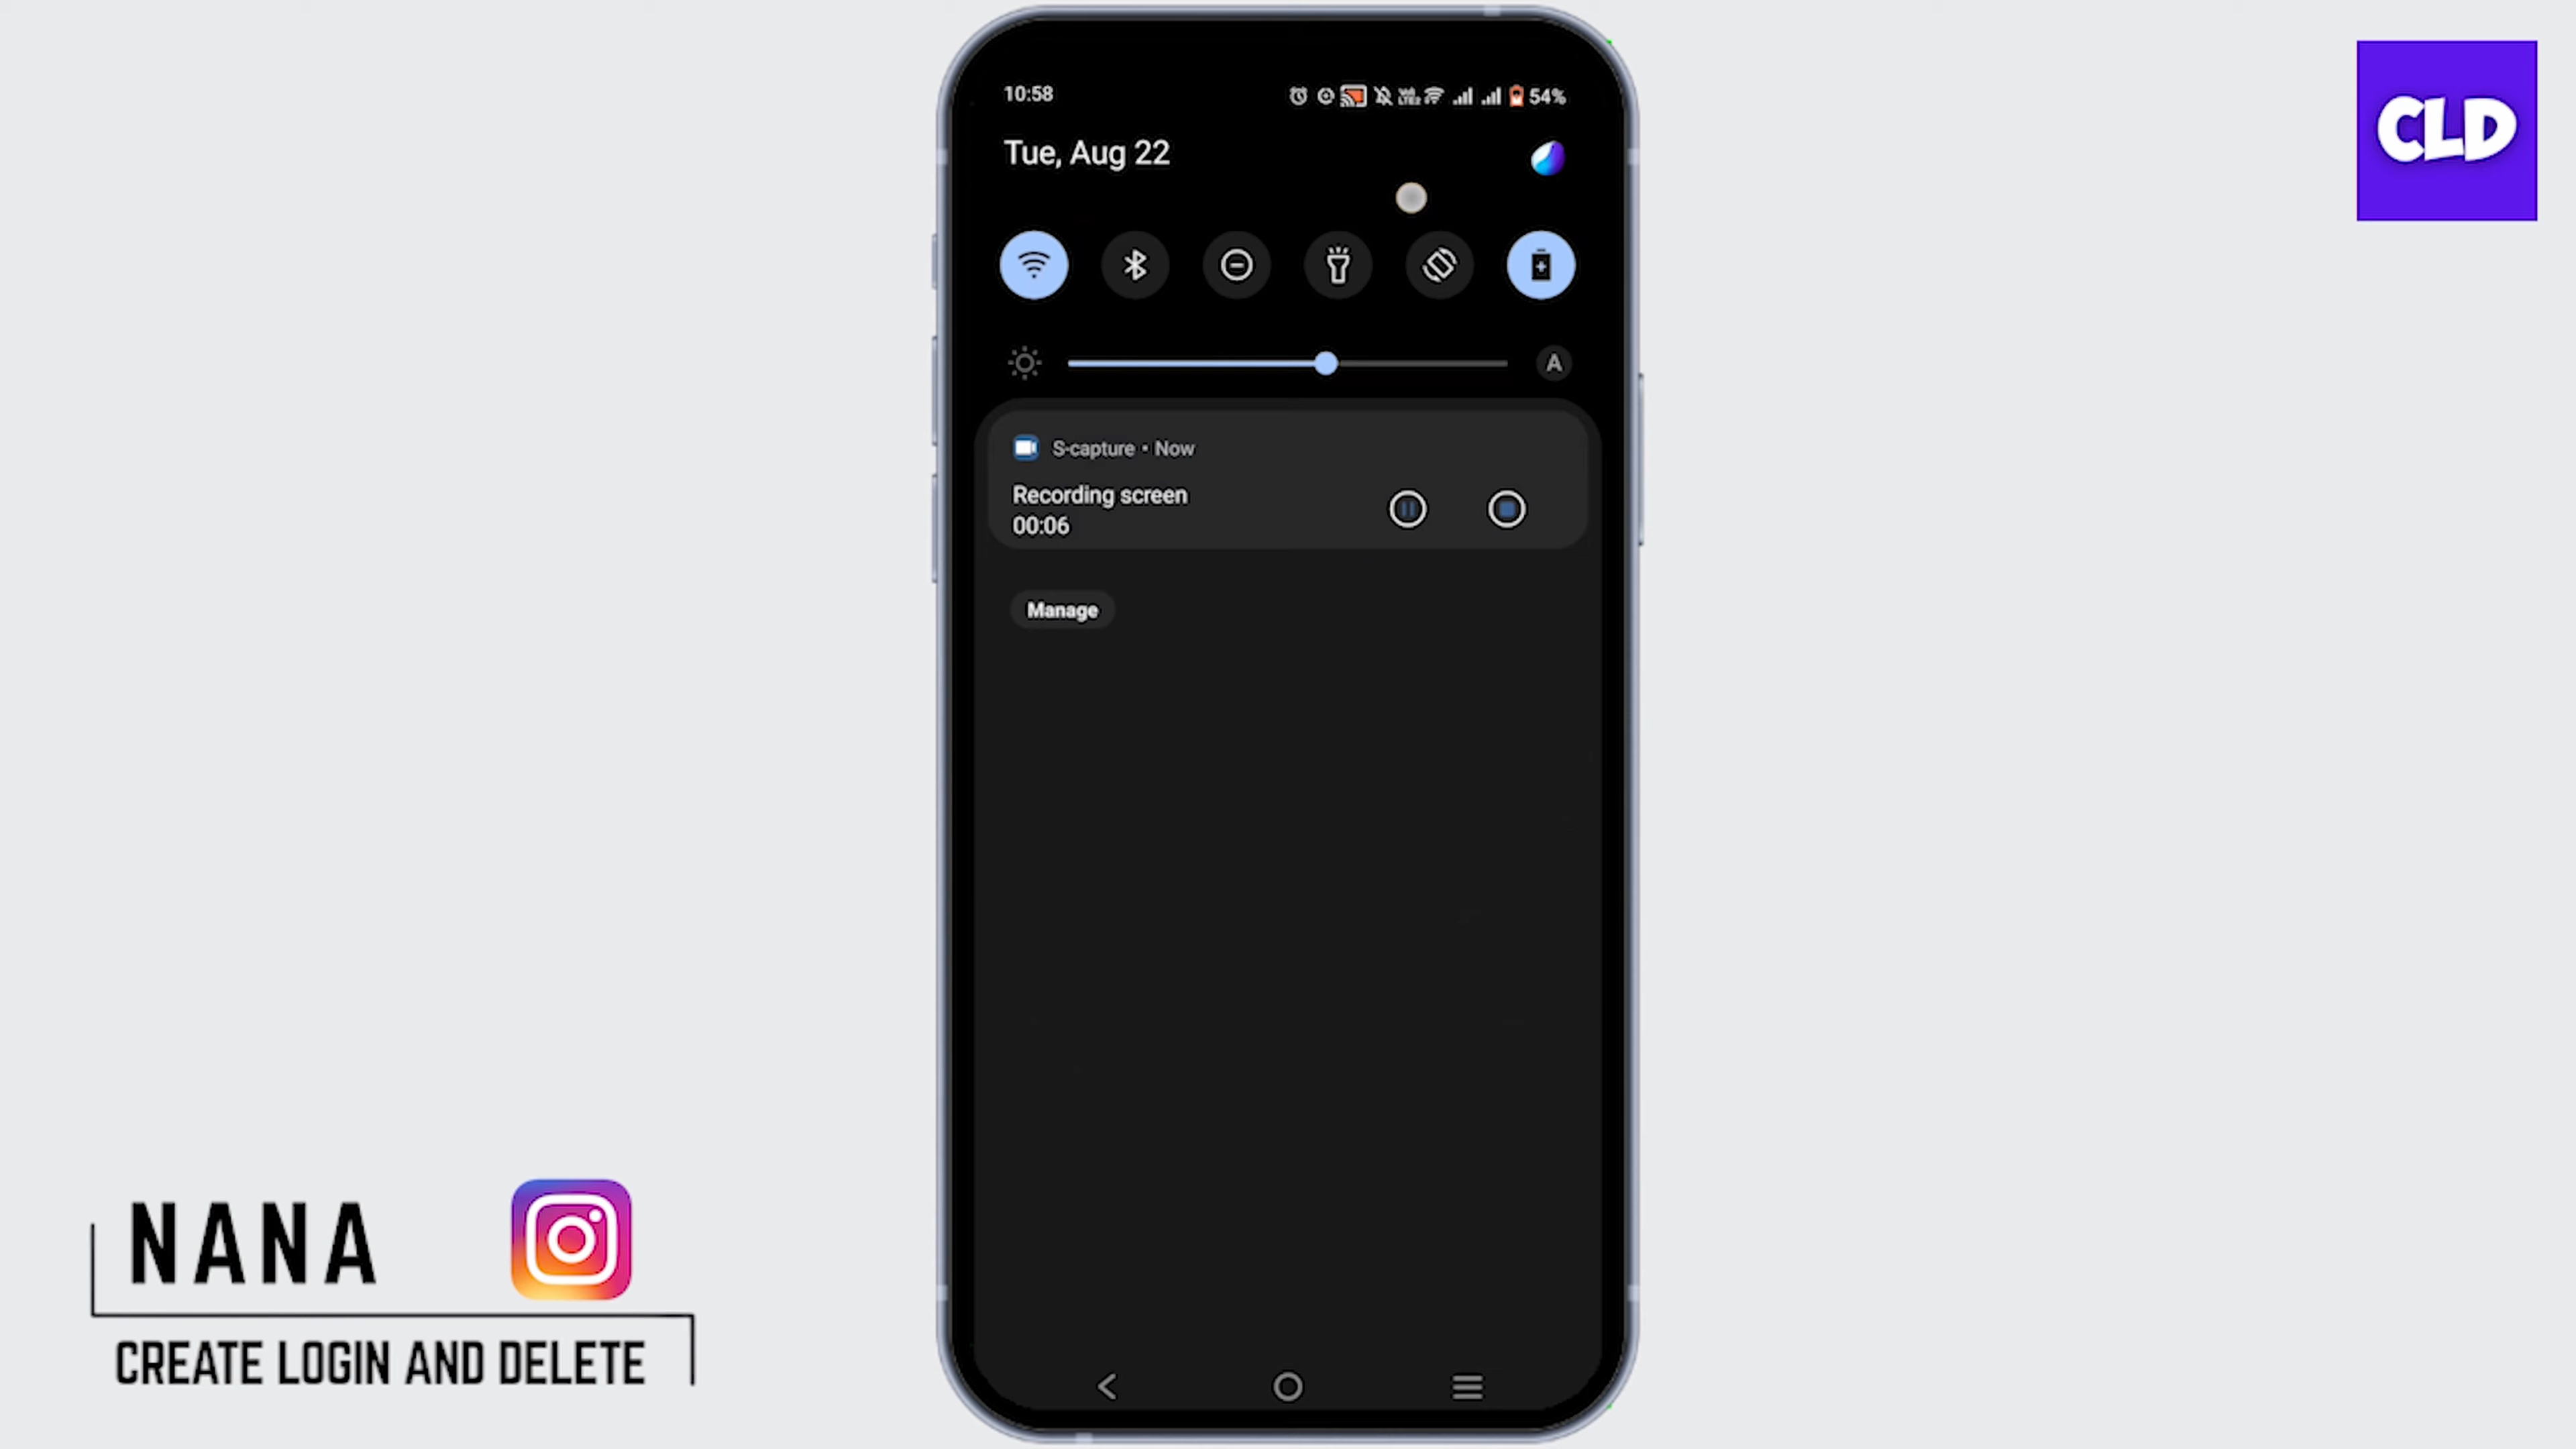 CLD
10:58
54%
Tue, Aug 22
A
S-capture • Now
Recording screen
00:06
Manage
NANA
CREATE LOGIN AND DELETE